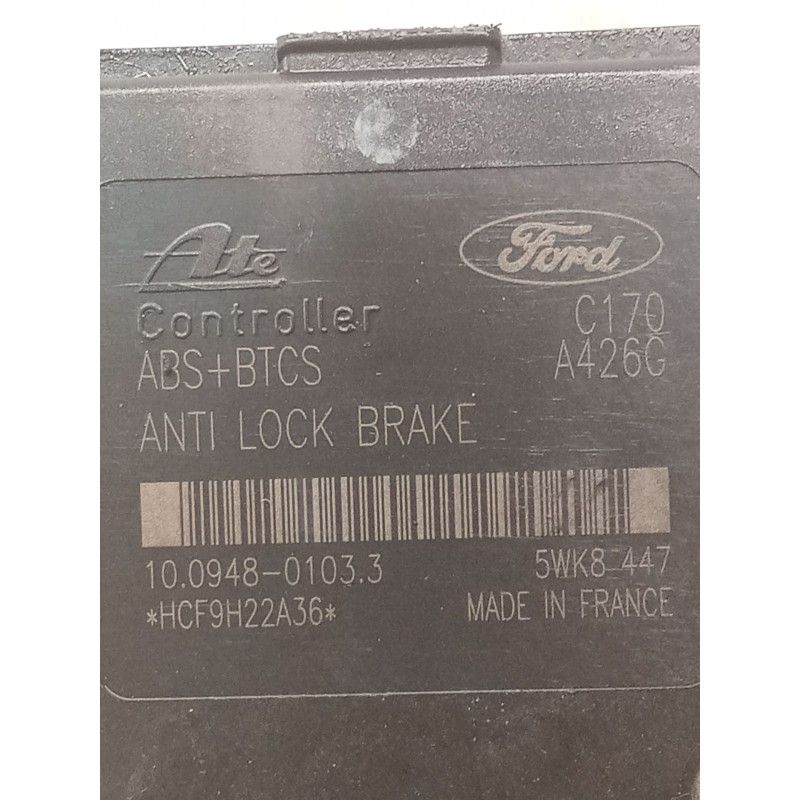 Ate
Ford
Controller
C170
ABS+BTCS
A426G
ANTI LOCK BRAKE
10.0948-0103.3
5WK8 447
*HCF9H22A36*
MADE IN FRANCE